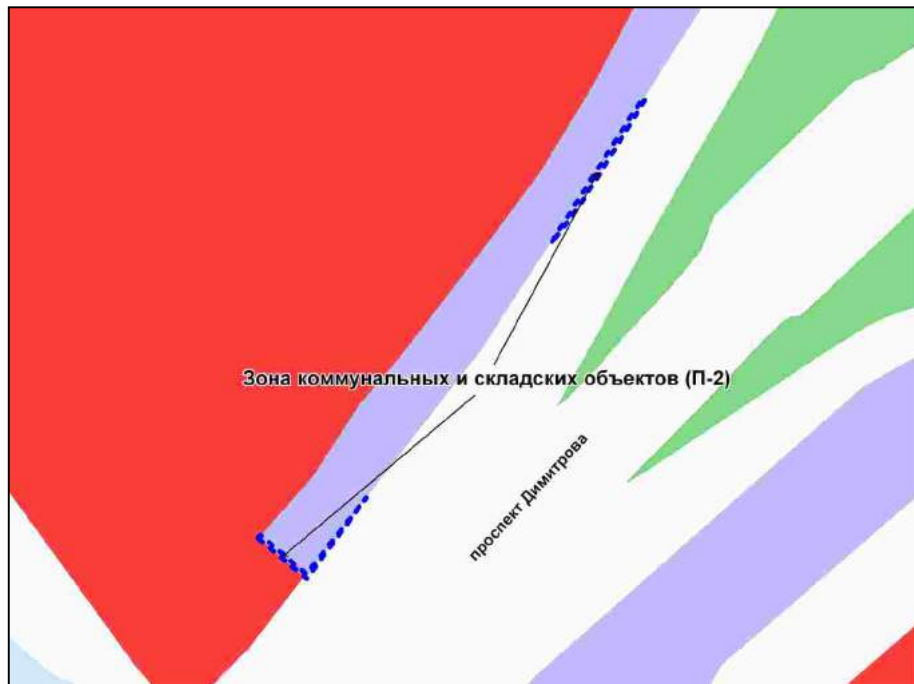 Зона коммунальных и складских объектов (П-2)
проспект Димитрова